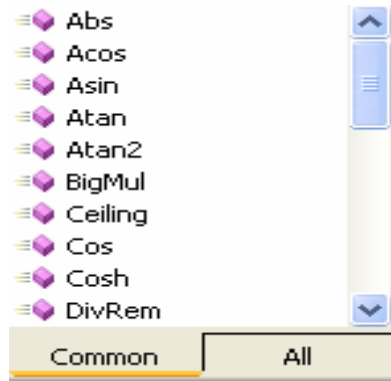 Abs
Acos
Asin
Atan
Atan2
BigMul
Ceiling
Cos
Cosh
DivRem
Common All